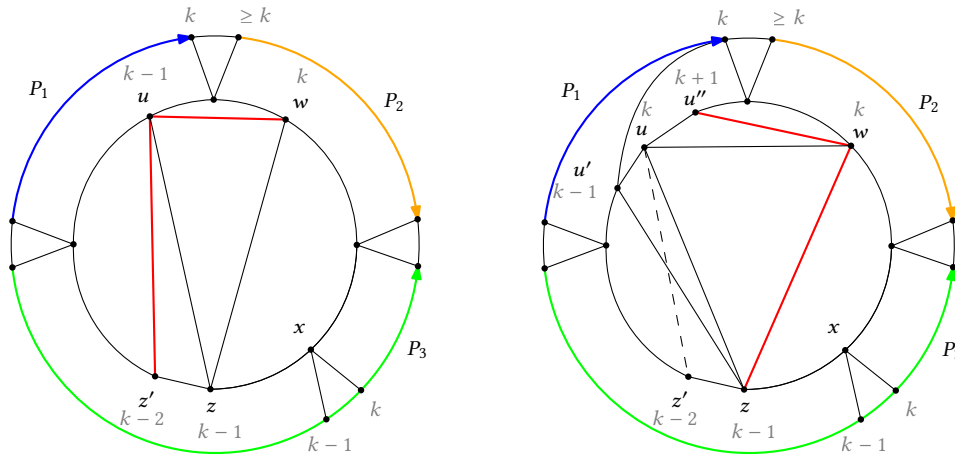 k ≥ k
k − 1
u
k
w
P₁
P₂
x
P₃
z′
k − 2
z
k − 1
k
k − 1
k ≥ k
k + 1
u″
k
u
k
w
P₁
P₂
u′
k − 1
x
P
z′
k − 2
z
k − 1
k
k − 1